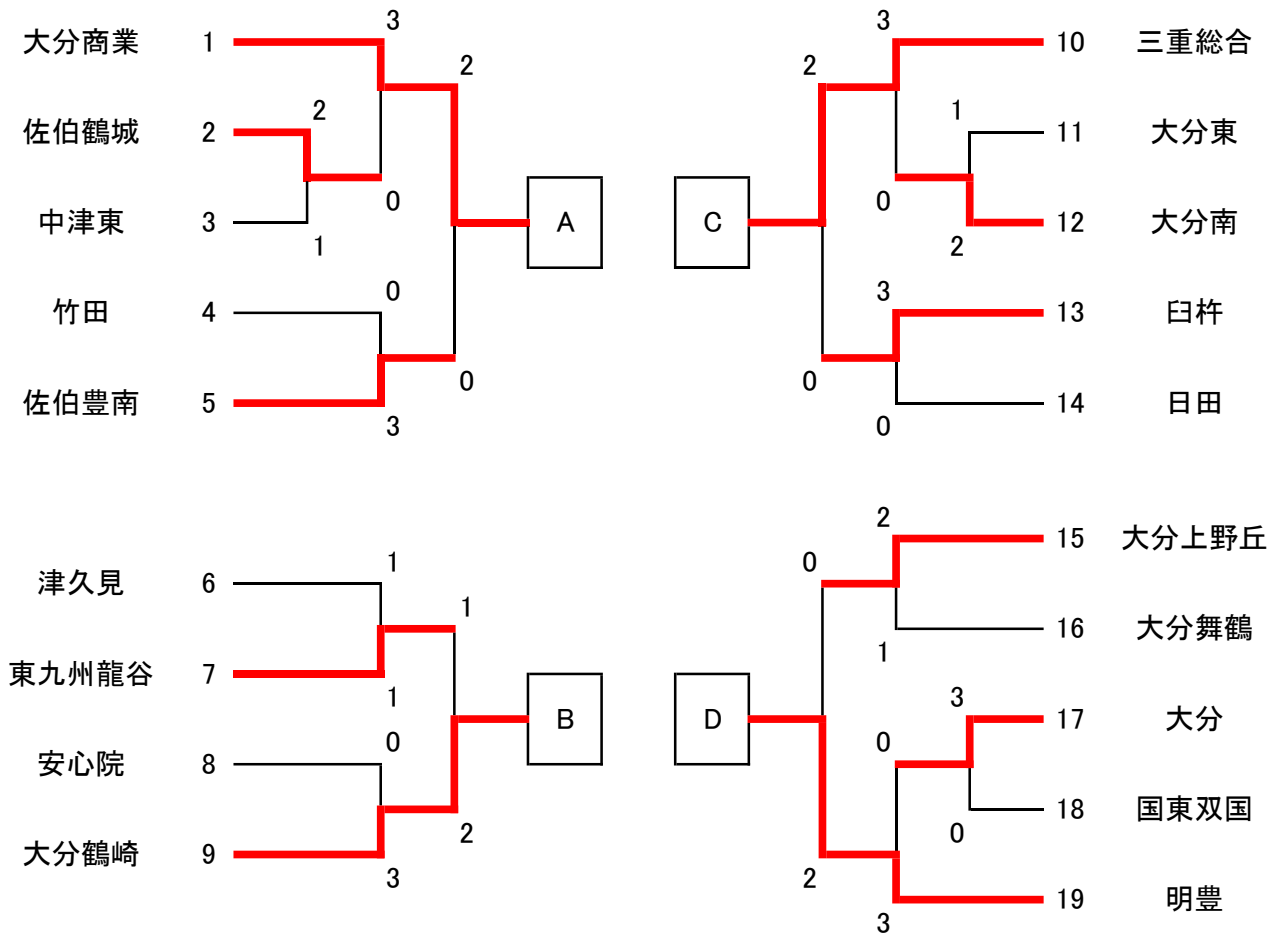 大分商業 1 3
2
佐伯鶴城 2 2
0
中津東 3 1
A
竹田 4 0
0
佐伯豊南 5 3
津久見 6 1
1
東九州龍谷 7 1
B
安心院 8 0
2
大分鶴崎 9 3
3 10 三重総合
2
1 11 大分東
0
2 12 大分南
C
3 13 臼杵
0
0 14 日田
2 15 大分上野丘
0
1 16 大分舞鶴
D
3 17 大分
0
0 18 国東双国
2
3 19 明豊